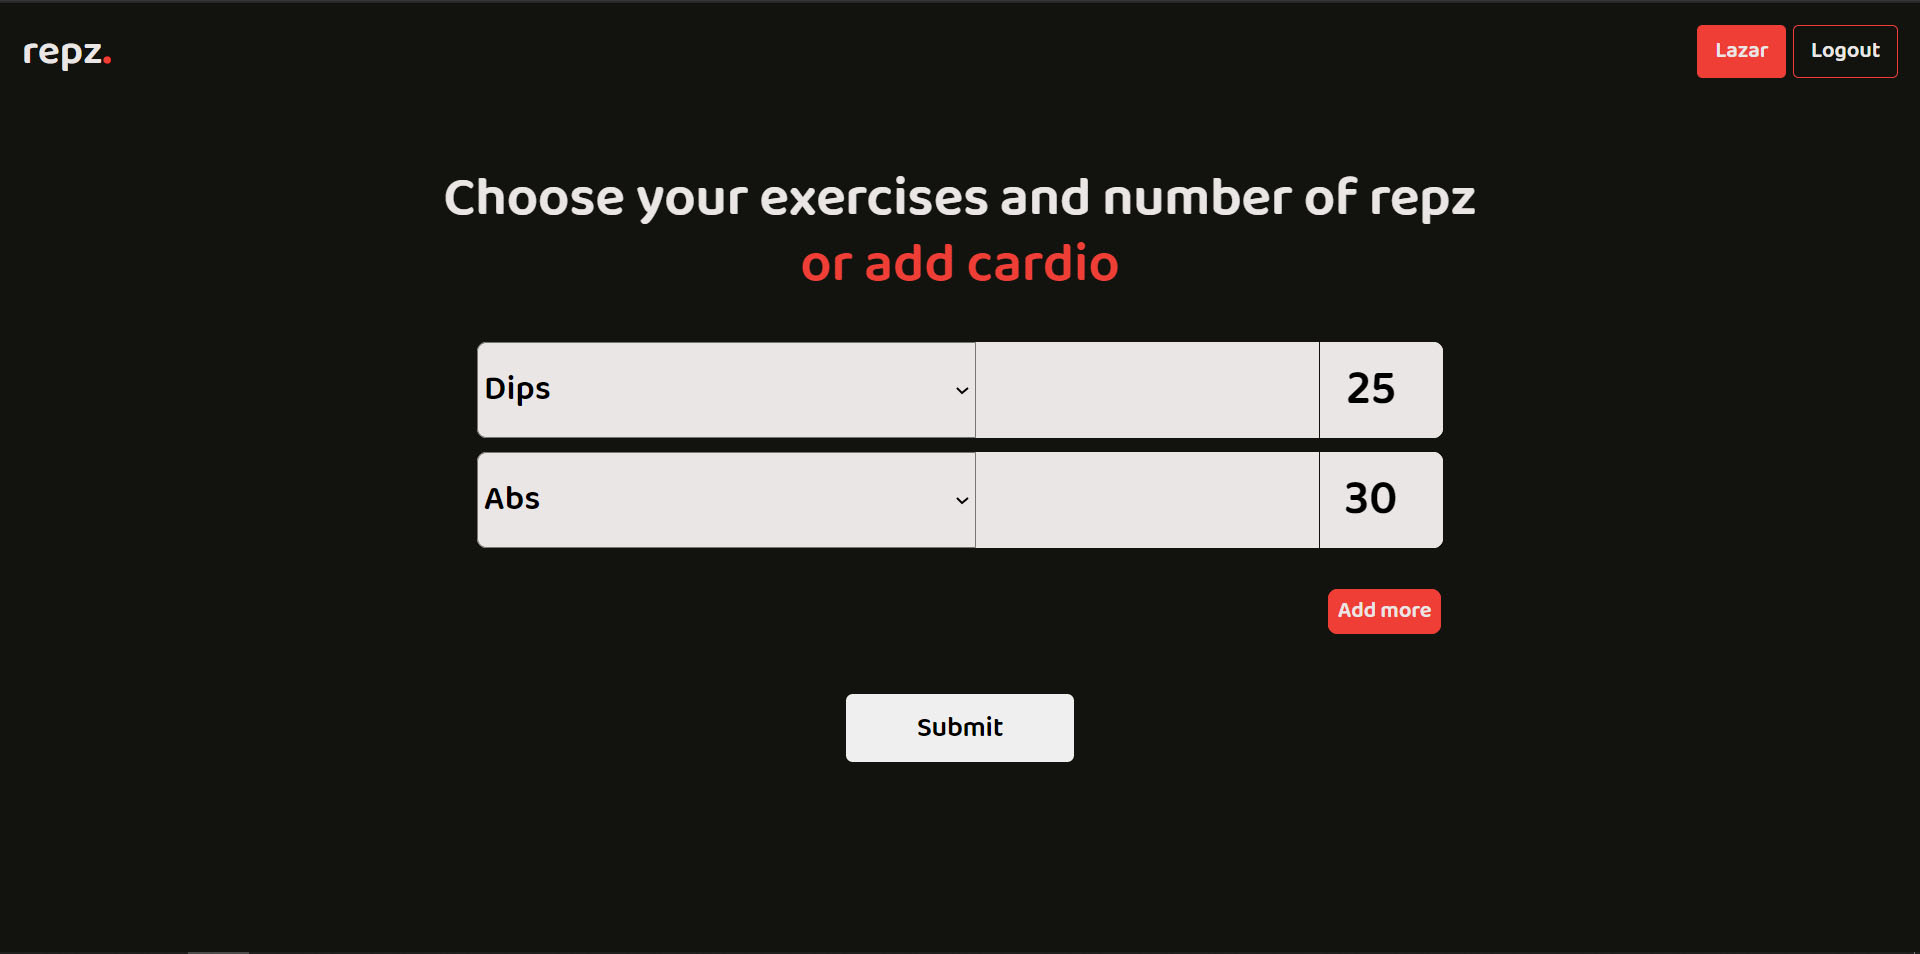 repz.
Lazar
Logout
Choose your exercises and number of repz
or add cardio
Dips
25
Abs
30
Add more
Submit